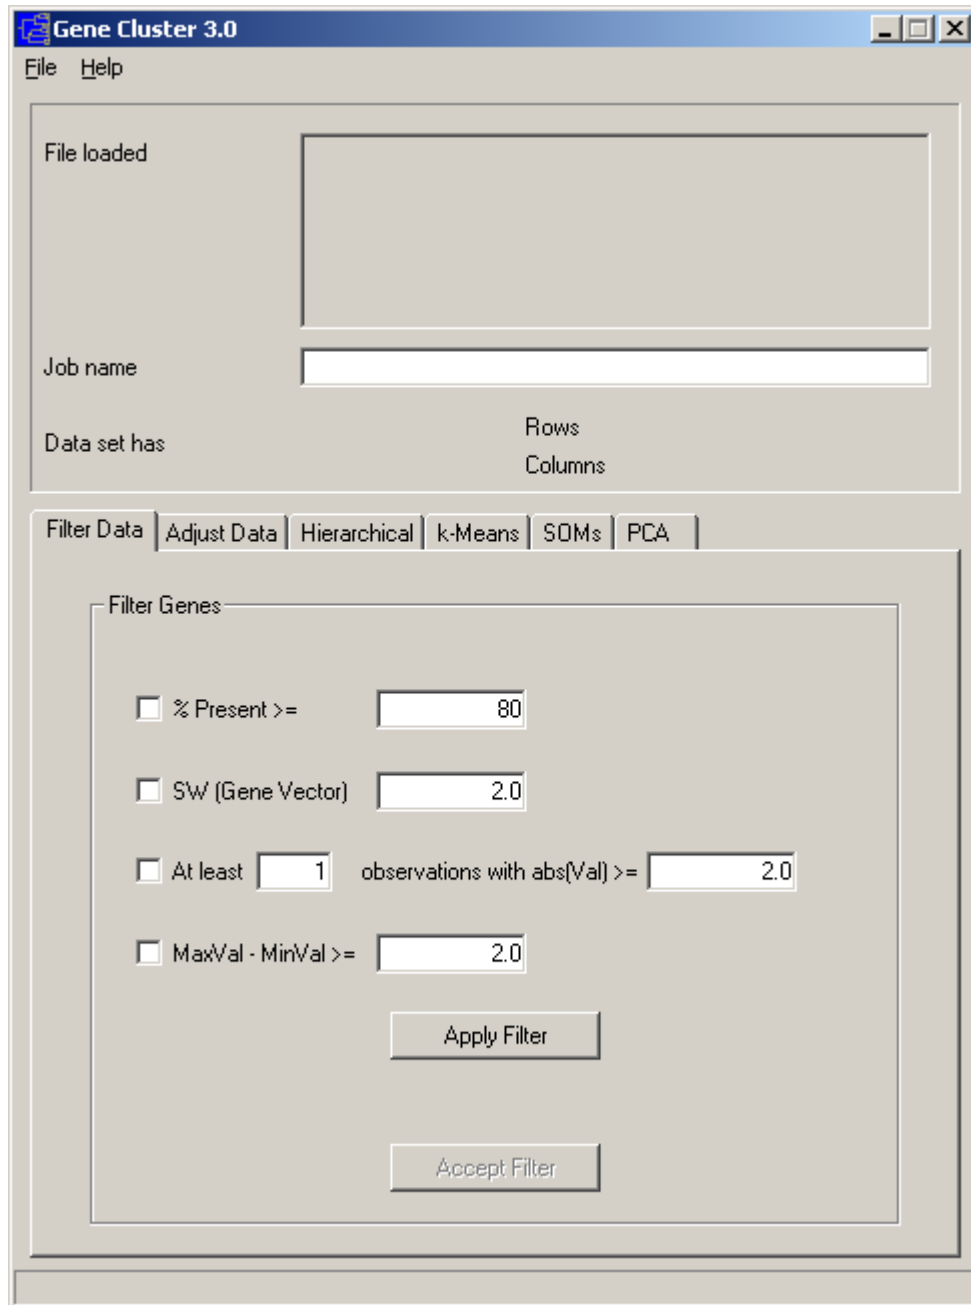 Gene Cluster 3.0
File Help
File loaded
Job name
Data set has
Rows
Columns
Filter Data Adjust Data Hierarchical k-Means SOMs PCA
Filter Genes
% Present >= 80
SW (Gene Vector) 2.0
At least 1 observations with abs(Val) >= 2.0
MaxVal - MinVal >= 2.0
Apply Filter
Accept Filter